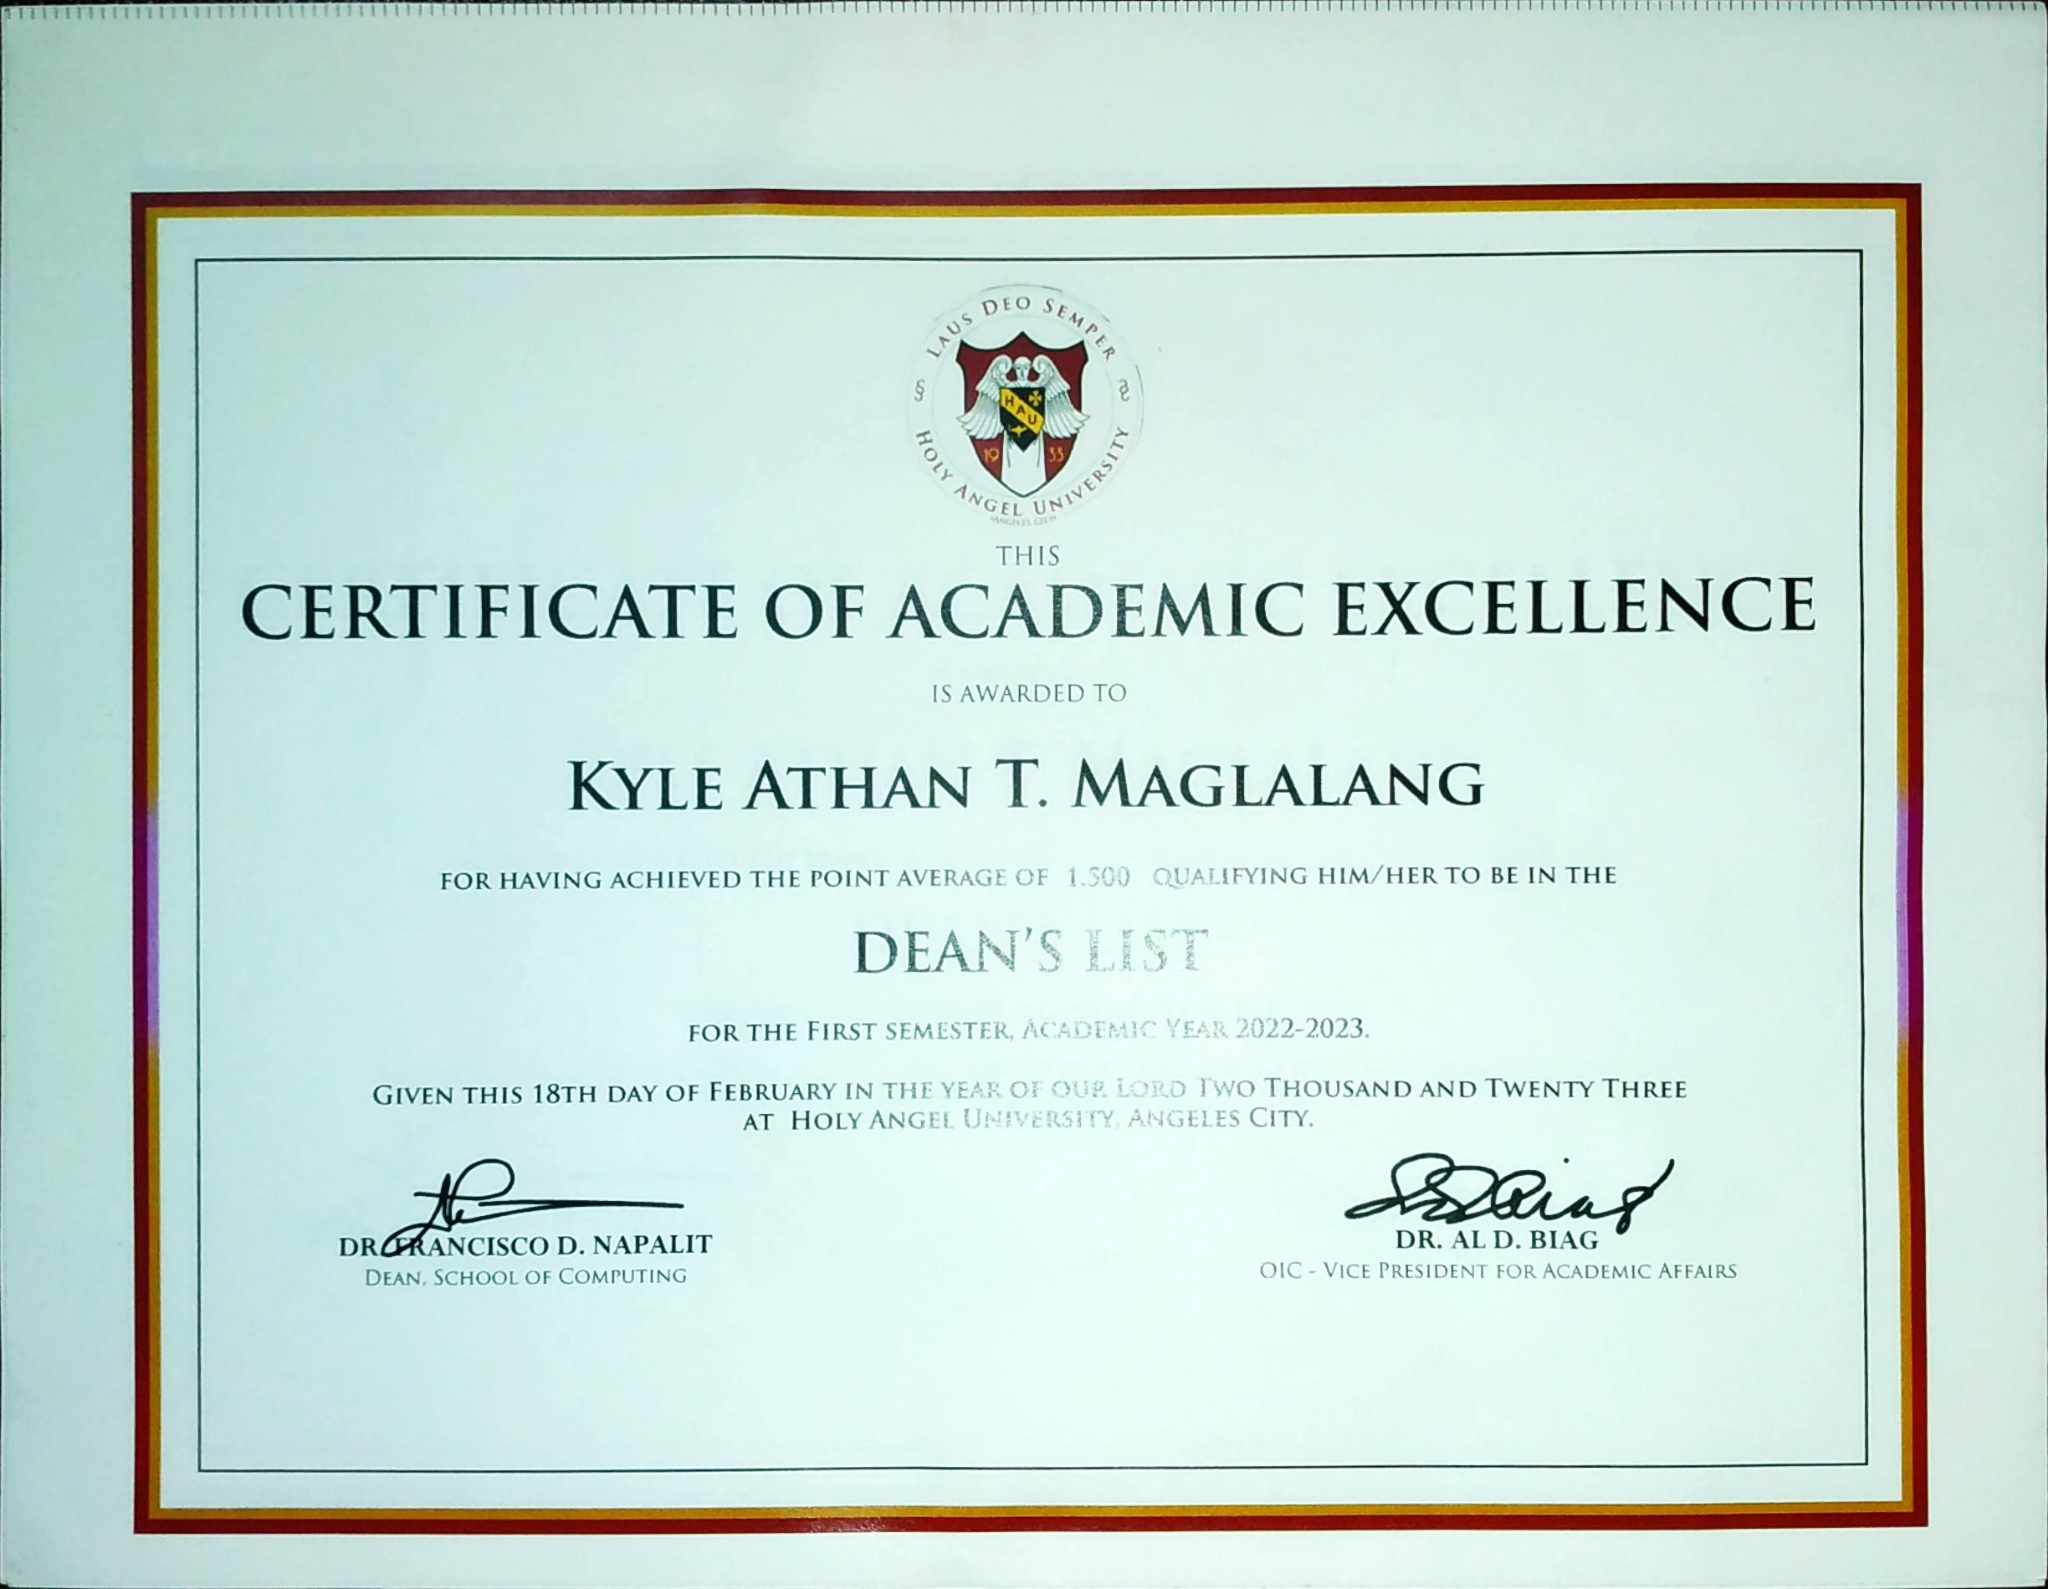 LAUS DEO SEMPER
HAU
19 33
HOLY ANGEL UNIVERSITY
ANGELES CITY
THIS
CERTIFICATE OF ACADEMIC EXCELLENCE
IS AWARDED TO
KYLE ATHAN T. MAGLALANG
FOR HAVING ACHIEVED THE POINT AVERAGE OF 1.500 QUALIFYING HIM/HER TO BE IN THE
DEAN'S LIST
FOR THE FIRST SEMESTER, ACADEMIC YEAR 2022-2023.
GIVEN THIS 18TH DAY OF FEBRUARY IN THE YEAR OF OUR LORD TWO THOUSAND AND TWENTY THREE
AT HOLY ANGEL UNIVERSITY, ANGELES CITY.
DR. FRANCISCO D. NAPALIT
DEAN, SCHOOL OF COMPUTING
DR. AL D. BIAG
OIC - VICE PRESIDENT FOR ACADEMIC AFFAIRS